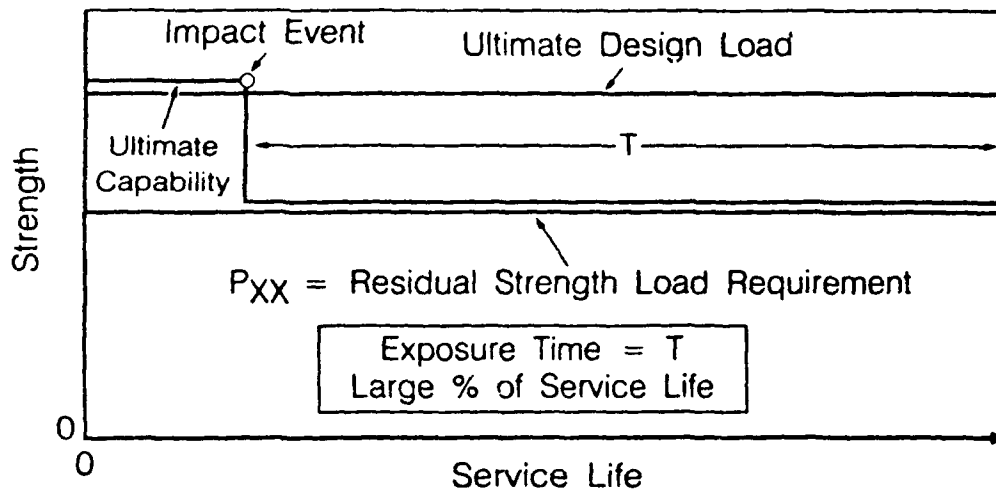 Impact Event
Ultimate Design Load
Ultimate
Capability
T
Strength
PXX = Residual Strength Load Requirement
Exposure Time = T
Large % of Service Life
0
0
Service Life